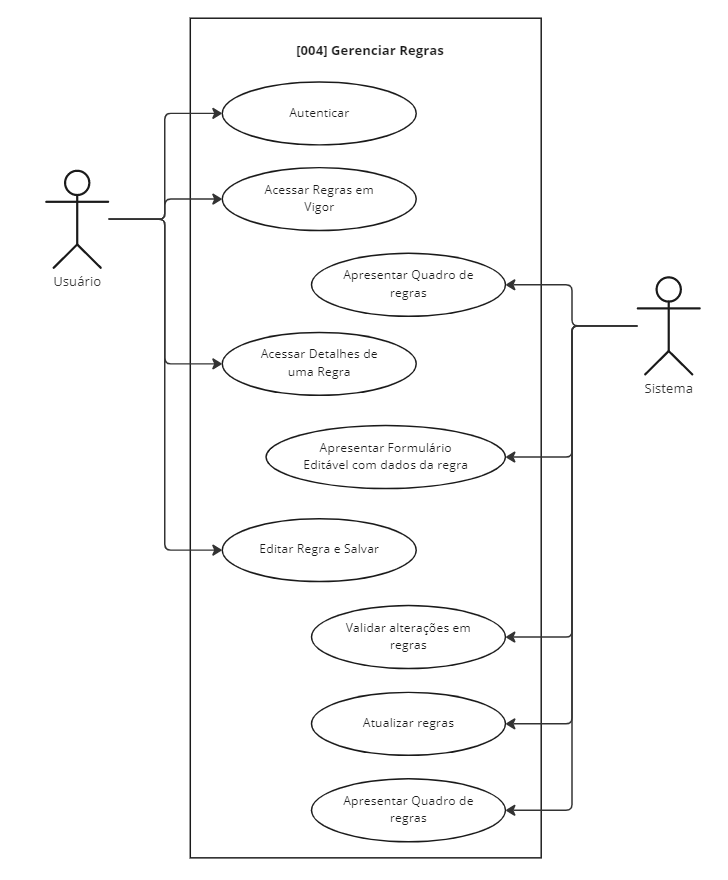 [004] Gerenciar Regras
Autenticar
Acessar Regras em
Vigor
Usuário
Apresentar Quadro de
regras
Sistema
Acessar Detalhes de
uma Regra
Apresentar Formulário
Editável com dados da regra
Editar Regra e Salvar
Validar alterações em
regras
Atualizar regras
Apresentar Quadro de
regras